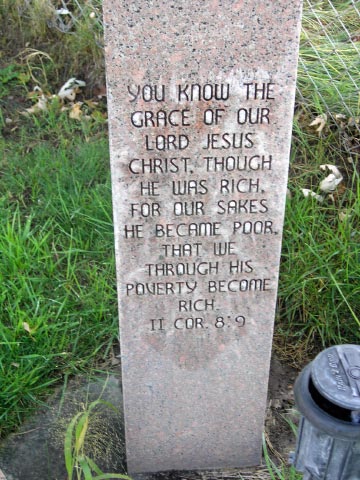 YOU KNOW THE
GRACE OF OUR
LORD JESUS
CHRIST, THOUGH
HE WAS RICH,
FOR OUR SAKES
HE BECAME POOR,
THAT WE
THROUGH HIS
POVERTY BECOME
RICH.
II COR. 8:9